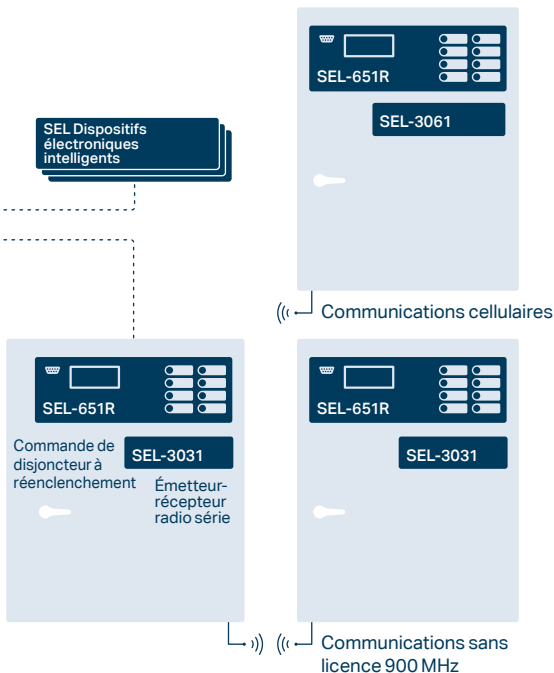 SEL-651R
SEL-3061
SEL Dispositifs
électroniques
intelligents
Communications cellulaires
SEL-651R
Commande de
disjoncteur à
réenclenchement
SEL-3031
Émetteur-
récepteur
radio série
SEL-651R
SEL-3031
Communications sans
licence 900 MHz